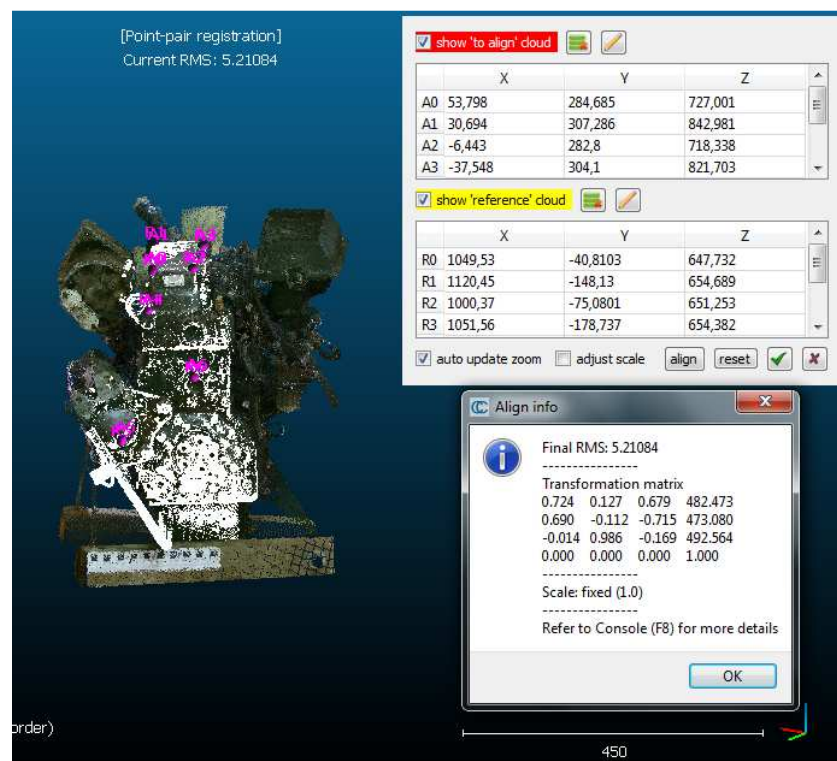 [Point-pair registration]
Current RMS: 5.21084
show 'to align' cloud
X Y Z
A0 53,798 284,685 727,001
A1 30,694 307,286 842,981
A2 -6,443 282,8 718,338
A3 -37,548 304,1 821,703
show 'reference' cloud
X Y Z
R0 1049,53 -40,8103 647,732
R1 1120,45 -148,13 654,689
R2 1000,37 -75,0801 651,253
R3 1051,56 -178,737 654,382
auto update zoom adjust scale align reset
Align info
Final RMS: 5.21084
----------------
Transformation matrix
0.724 0.127 0.679 482.473
0.690 -0.112 -0.715 473.080
-0.014 0.986 -0.169 492.564
0.000 0.000 0.000 1.000
----------------
Scale: fixed (1.0)
----------------
Refer to Console (F8) for more details
OK
order)
450